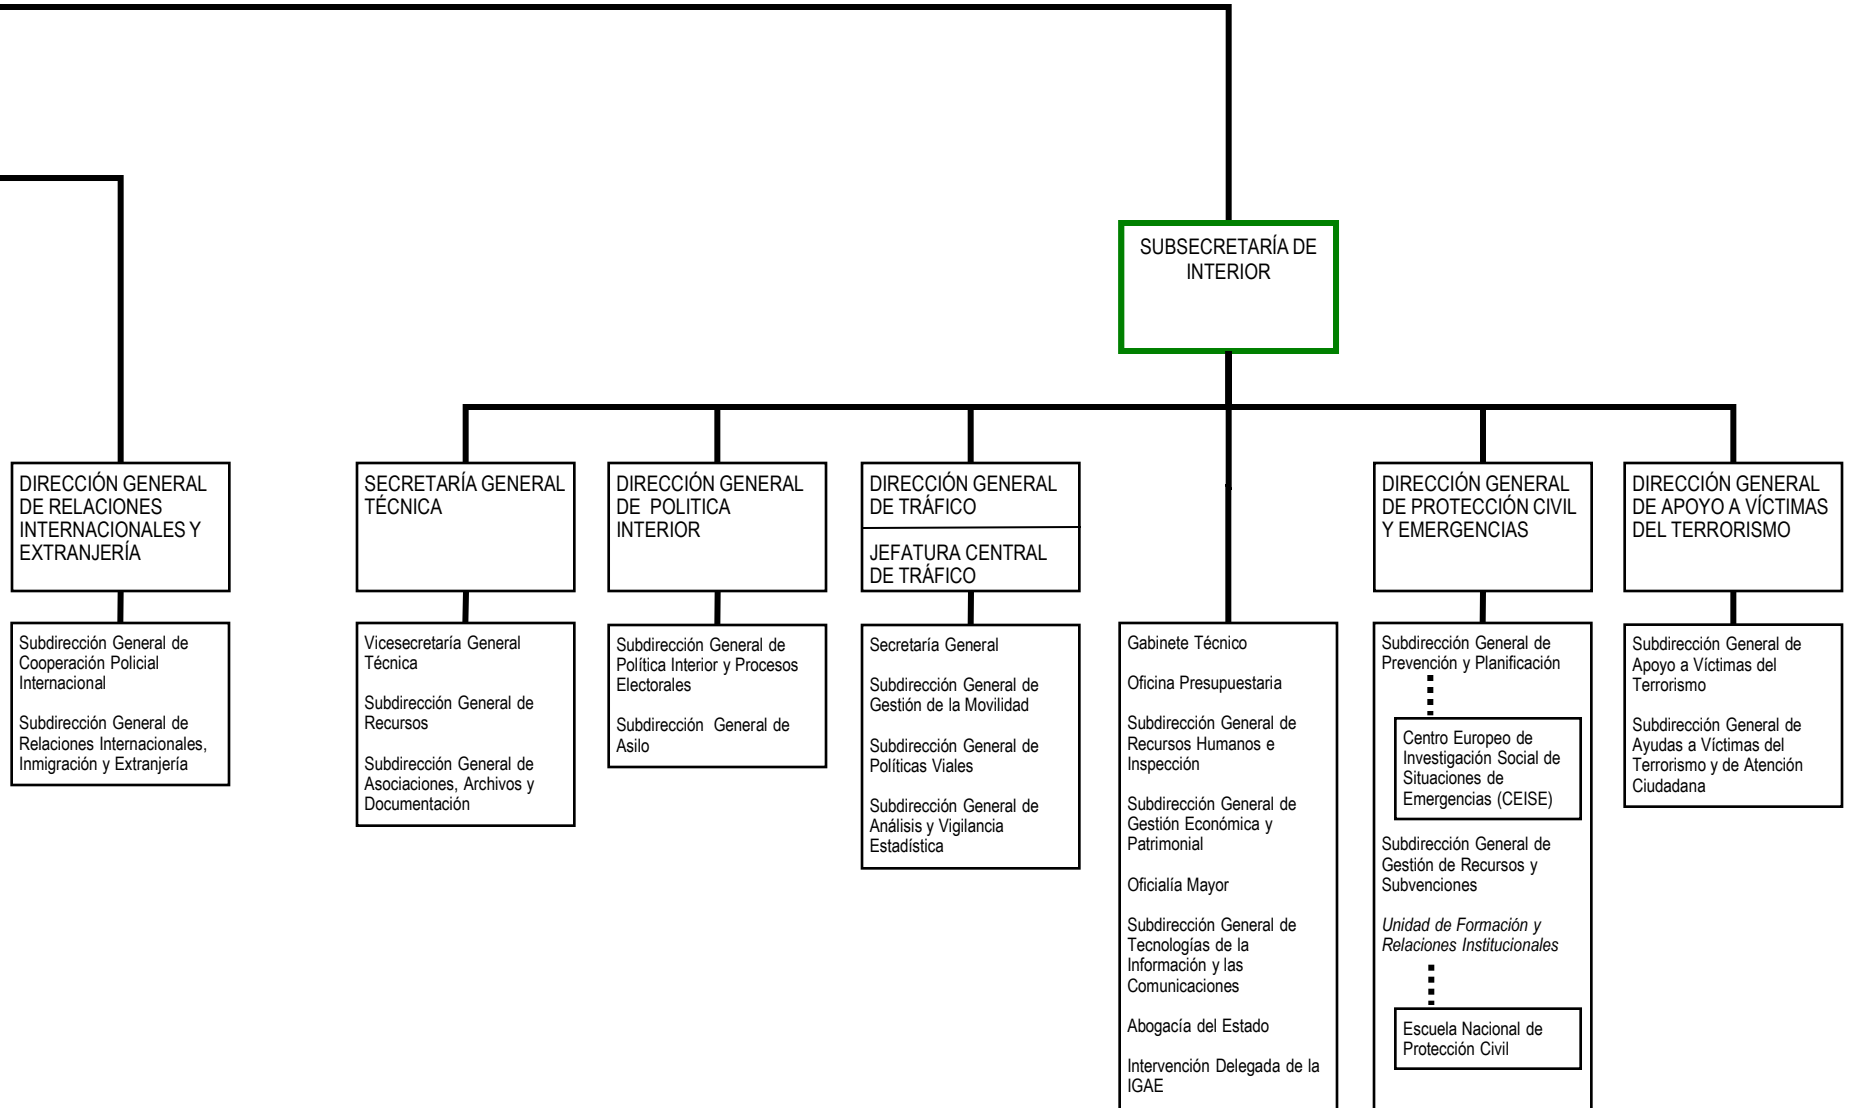 SUBSECRETARÍA DE
INTERIOR
DIRECCIÓN GENERAL
DE RELACIONES
INTERNACIONALES Y
EXTRANJERÍA
Subdirección General de
Cooperación Policial
Internacional
Subdirección General de
Relaciones Internacionales,
Inmigración y Extranjería
SECRETARÍA GENERAL
TÉCNICA
Vicesecretaría General
Técnica
Subdirección General de
Recursos
Subdirección General de
Asociaciones, Archivos y
Documentación
DIRECCIÓN GENERAL
DE POLITICA
INTERIOR
Subdirección General de
Política Interior y Procesos
Electorales
Subdirección General de
Asilo
DIRECCIÓN GENERAL
DE TRÁFICO
JEFATURA CENTRAL
DE TRÁFICO
Secretaría General
Subdirección General de
Gestión de la Movilidad
Subdirección General de
Políticas Viales
Subdirección General de
Análisis y Vigilancia
Estadística
Gabinete Técnico
Oficina Presupuestaria
Subdirección General de
Recursos Humanos e
Inspección
Subdirección General de
Gestión Económica y
Patrimonial
Oficialía Mayor
Subdirección General de
Tecnologías de la
Información y las
Comunicaciones
Abogacía del Estado
Intervención Delegada de la
IGAE
DIRECCIÓN GENERAL
DE PROTECCIÓN CIVIL
Y EMERGENCIAS
Subdirección General de
Prevención y Planificación
Centro Europeo de
Investigación Social de
Situaciones de
Emergencias (CEISE)
Subdirección General de
Gestión de Recursos y
Subvenciones
Unidad de Formación y
Relaciones Institucionales
Escuela Nacional de
Protección Civil
DIRECCIÓN GENERAL
DE APOYO A VÍCTIMAS
DEL TERRORISMO
Subdirección General de
Apoyo a Víctimas del
Terrorismo
Subdirección General de
Ayudas a Víctimas del
Terrorismo y de Atención
Ciudadana